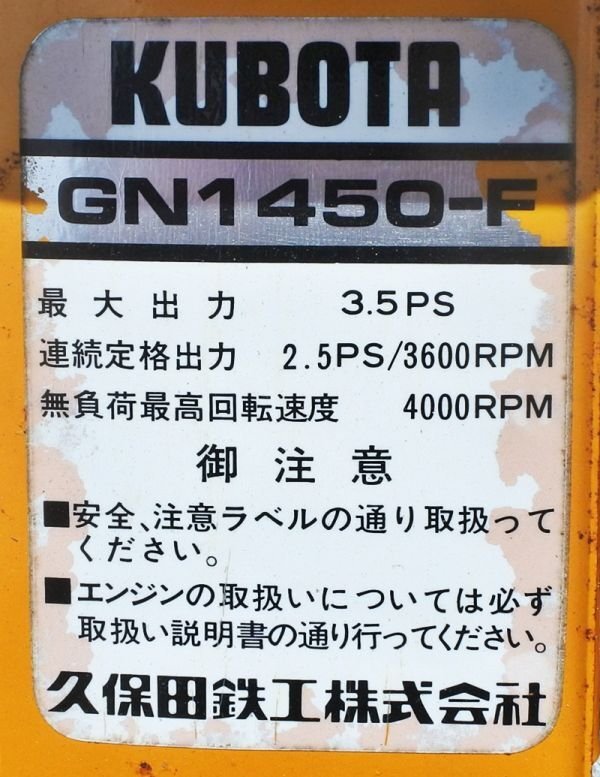 KUBOTA
GN1450-F
最大出力 3.5PS
連続定格出力 2.5PS/3600RPM
無負荷最高回転速度 4000RPM
御注意
■安全、注意ラベルの通り取扱って
ください。
■エンジンの取扱いについては必ず
取扱い説明書の通り行ってください。
久保田鉄工株式会社